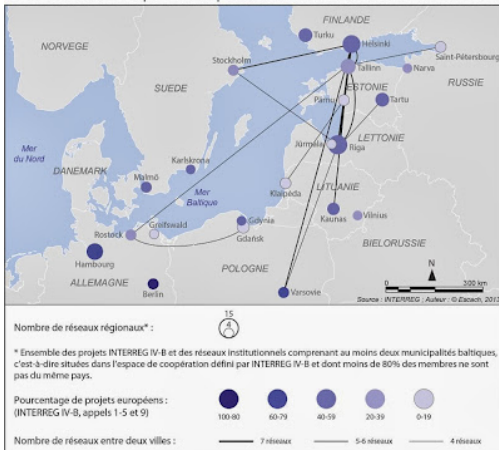 FINLANDE
Turku
Helsinki
NORVEGE
Saint-Pétersbourg
Stockholm
Tallinn
Narva
ESTONIE
RUSSIE
SUEDE
Pärnu
Tartu
Mer
du Nord
LETTONIE
Jūrmela
Riga
Karlskrona
DANEMARK
Malmö
Mer
Baltique
Klaipėda
LITUANIE
Kaunas
Vilnius
Gdynia
Rostock
Greifswald
Gdańsk
BIELORUSSIE
Hambourg
POLOGNE
N
ALLEMAGNE
Berlin
Varsovie
0
300 km
Source : INTERREG ; Auteur : © Escach, 2013
Nombre de réseaux régionaux* :
15
4
* Ensemble des projets INTERREG IV-B et des réseaux institutionnels comprenant au moins deux municipalités baltiques,
c'est-à-dire situées dans l'espace de coopération défini par INTERREG IV-B et dont moins de 80% des membres ne sont
pas du même pays.
Pourcentage de projets européens :
(INTERREG IV-B, appels 1-5 et 9)
100-80
60-79
40-59
20-39
0-19
Nombre de réseaux entre deux villes :
7 réseaux
5-6 réseaux
4 réseaux